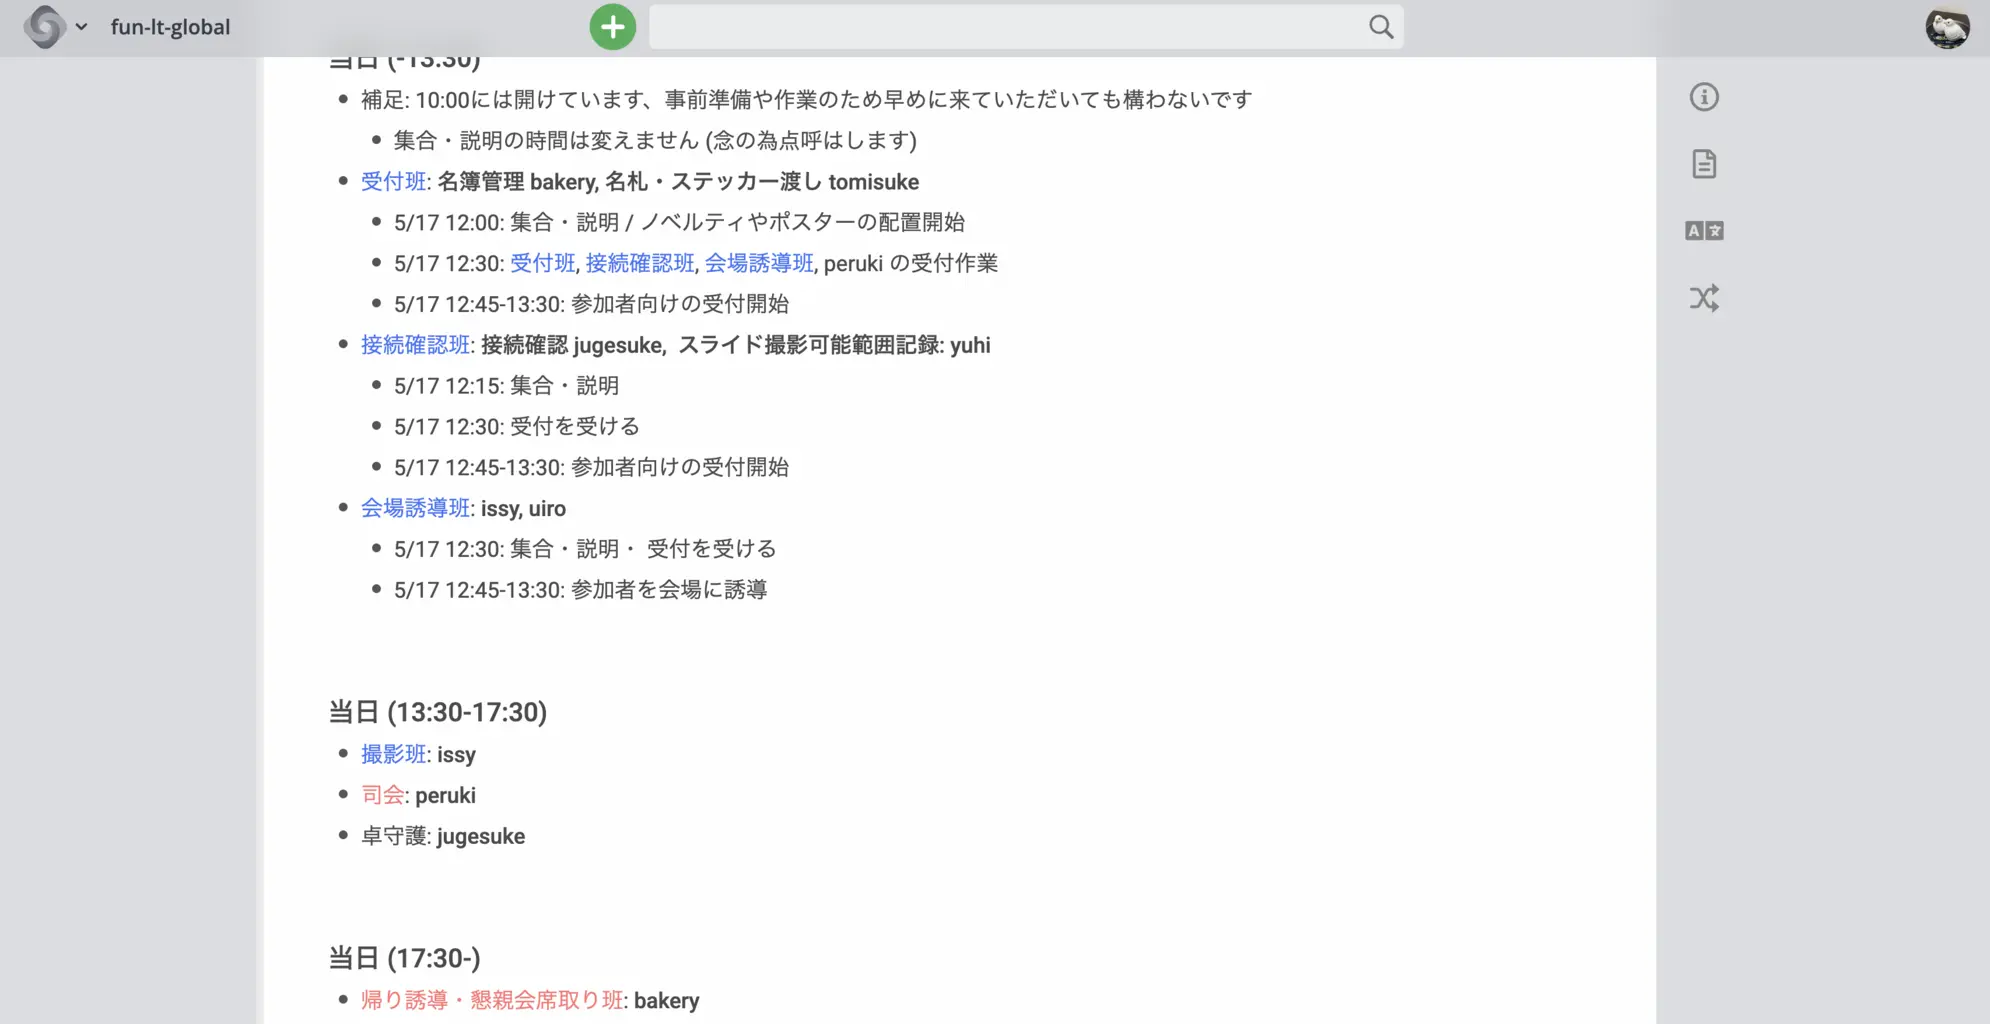 fun-lt-global
当日 (-13:30)
補足: 10:00には開けています、事前準備や作業のため早めに来ていただいても構わないです
集合・説明の時間は変えません (念の為点呼はします)
受付班: 名簿管理 bakery, 名札・ステッカー渡し tomisuke
5/17 12:00: 集合・説明 / ノベルティやポスターの配置開始
5/17 12:30: 受付班, 接続確認班, 会場誘導班, peruki の受付作業
5/17 12:45-13:30: 参加者向けの受付開始
接続確認班: 接続確認 jugesuke, スライド撮影可能範囲記録: yuhi
5/17 12:15: 集合・説明
5/17 12:30: 受付を受ける
5/17 12:45-13:30: 参加者向けの受付開始
会場誘導班: issy, uiro
5/17 12:30: 集合・説明・ 受付を受ける
5/17 12:45-13:30: 参加者を会場に誘導
当日 (13:30-17:30)
撮影班: issy
司会: peruki
卓守護: jugesuke
当日 (17:30-)
帰り誘導・懇親会席取り班: bakery